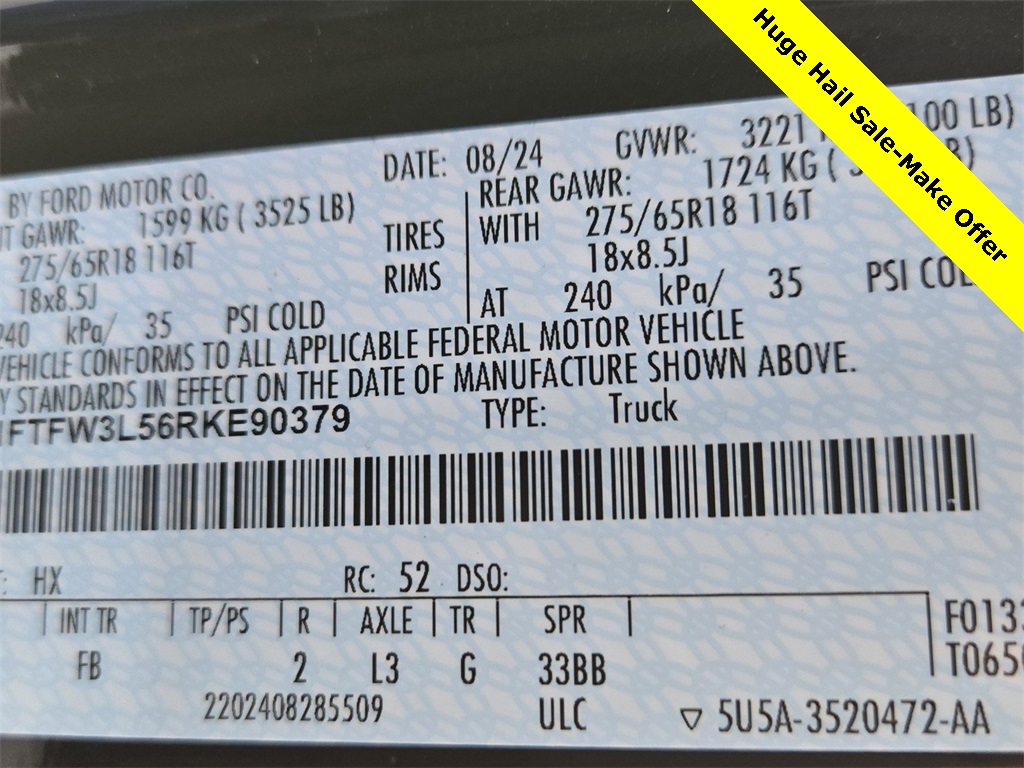 Huge Hail Sale-Make Offer
BY FORD MOTOR CO.
DATE: 08/24
GVWR: 3221 100 LB)
GAWR: 1599 KG ( 3525 LB)
REAR GAWR: 1724 KG (
275/65R18 116T
TIRES
WITH 275/65R18 116T
18x8.5J
RIMS
18x8.5J
kPa/ 35 PSI COLD
AT 240 kPa/ 35 PSI
VEHICLE CONFORMS TO ALL APPLICABLE FEDERAL MOTOR VEHICLE
STANDARDS IN EFFECT ON THE DATE OF MANUFACTURE SHOWN ABOVE.
FTFW3L56RKE90379
TYPE: Truck
HX
RC: 52 DSO:
INT TR TP/PS R AXLE TR SPR
FB 2 L3 G 33BB
2202408285509
ULC
▽ 5U5A-3520472-AA